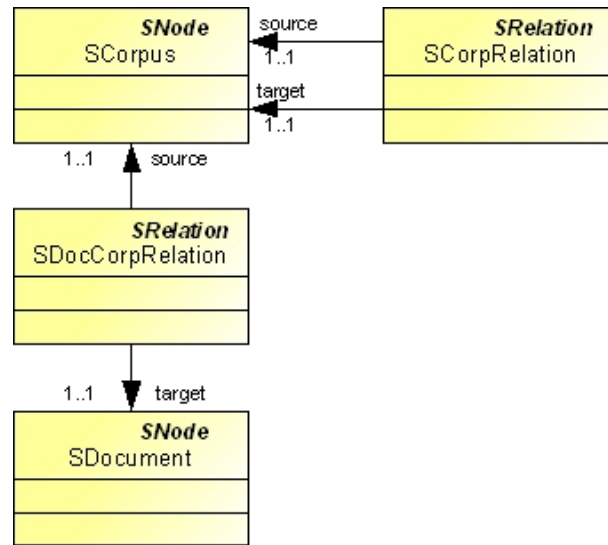 SNode
SCorpus
source
1..1
target
1..1
SRelation
SCorpRelation
1..1 source
SRelation
SDocCorpRelation
1..1 target
SNode
SDocument